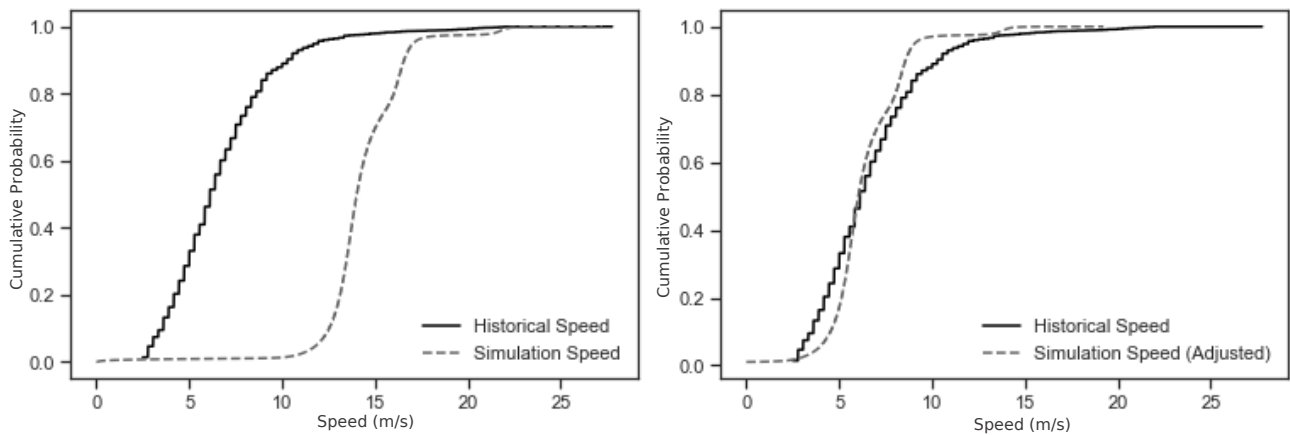 Cumulative Probability
1.0
0.8
0.6
0.4
0.2
0.0
Historical Speed
Simulation Speed
0 5 10 15 20 25
Speed (m/s)
Cumulative Probability
1.0
0.8
0.6
0.4
0.2
0.0
Historical Speed
Simulation Speed (Adjusted)
0 5 10 15 20 25
Speed (m/s)